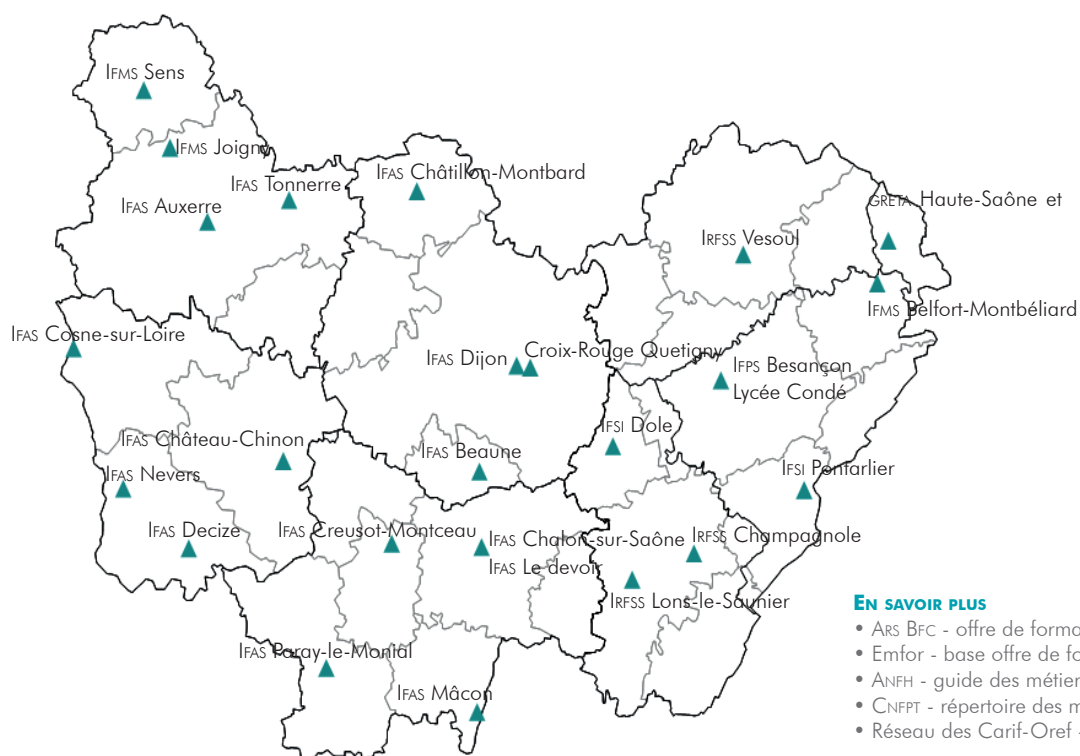 IFMS Sens
IFMS Joigny
IFAS Tonnerre
IFAS Châtillon-Montbard
IFAS Auxerre
GRETA Haute-Saône et
IRFSS Vesoul
IFMS Belfort-Montbéliard
IFAS Cosne-sur-Loire
IFAS Dijon
Croix-Rouge Quetigny
IFPS Besançon
Lycée Condé
IFSI Dole
IFAS Château-Chinon
IFAS Beaune
IFAS Nevers
IFSI Pontarlier
IFAS Decize
IFAS Creusot-Montceau
IFAS Chalon-sur-Saône
IFAS Le devoir
IRFSS Champagnole
IRFSS Lons-le-Saunier
IFAS Paray-le-Monial
IFAS Mâcon
EN SAVOIR PLUS
• ARS BFC - offre de forma
• Emfor - base offre de fo
• ANFH - guide des métier
• CNFPT - répertoire des m
• Réseau des Carif-Oref -